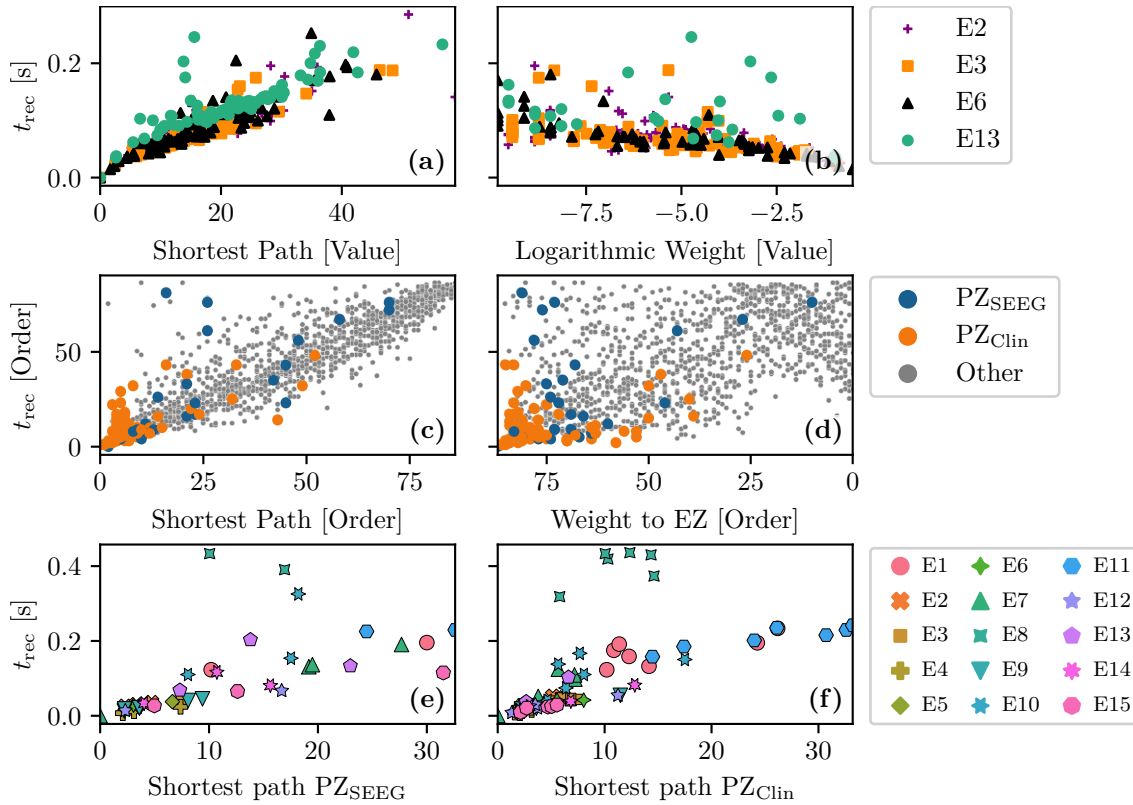 t_rec [s]
0.2
0.0
0
20
40
(a)
Shortest Path [Value]
−7.5
−5.0
−2.5
(b)
Logarithmic Weight [Value]
E2
E3
E6
E13
t_rec [Order]
50
0
0
25
50
75
(c)
Shortest Path [Order]
75
50
25
0
(d)
Weight to EZ [Order]
PZ_SEEG
PZ_Clin
Other
t_rec [s]
0.4
0.2
0.0
0
10
20
30
(e)
Shortest path PZ_SEEG
0
10
20
30
(f)
Shortest path PZ_Clin
E1
E2
E3
E4
E5
E6
E7
E8
E9
E10
E11
E12
E13
E14
E15